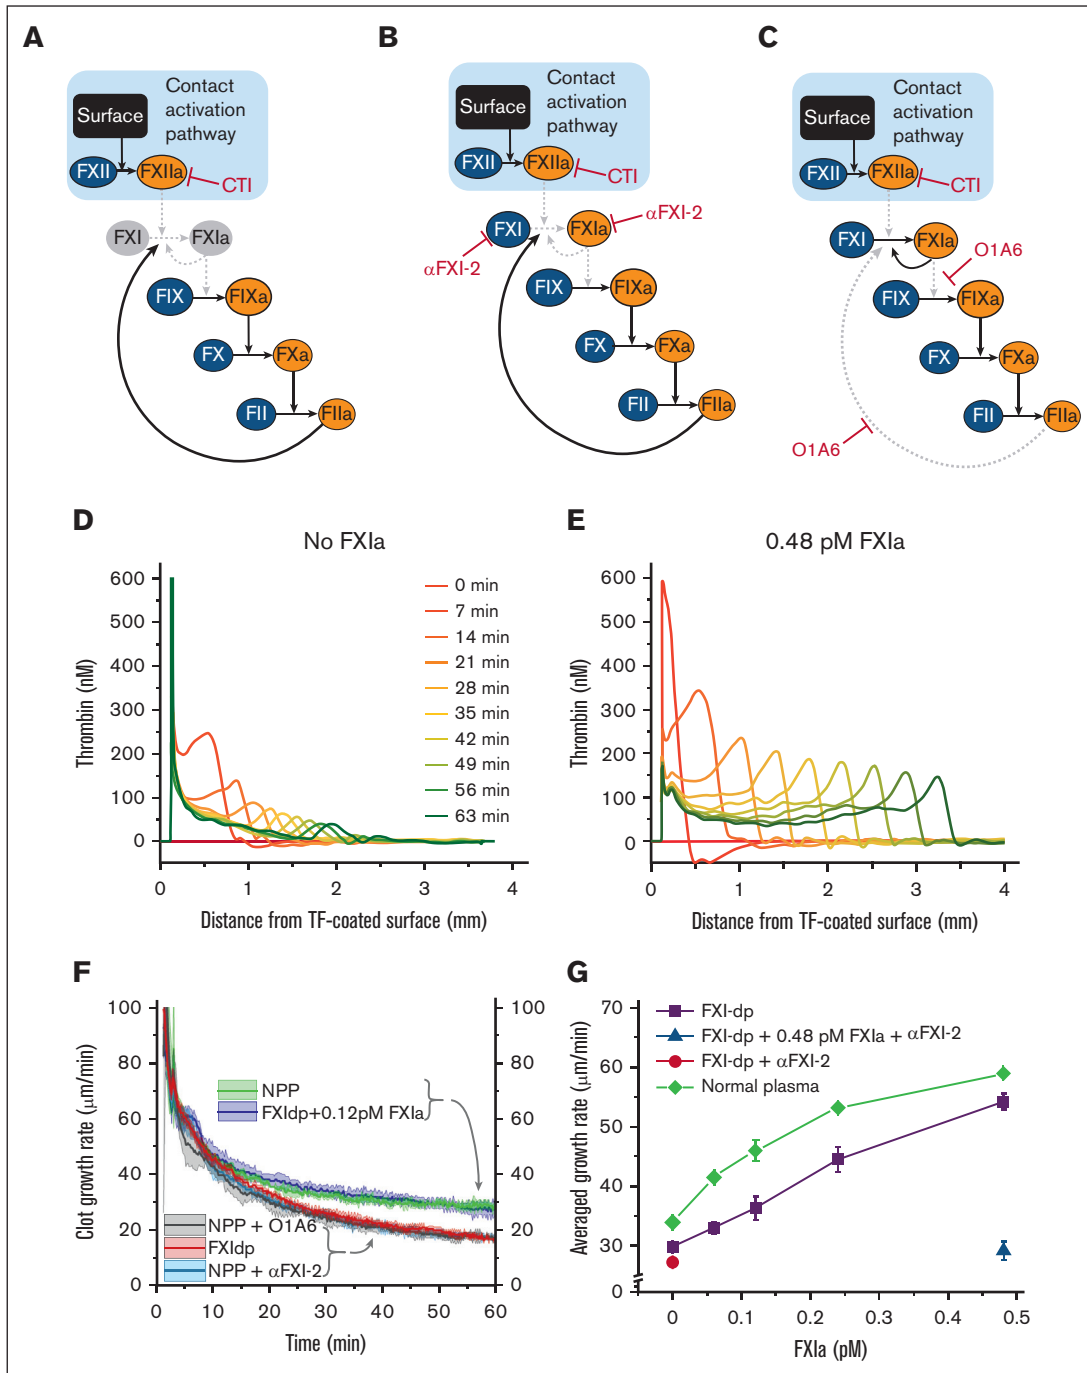 A
Contact
activation
pathway
Surface
FXII
FXIIa
CTI
FXI
FXIa
FIX
FIXa
FX
FXa
FII
FIIa
B
Contact
activation
pathway
Surface
FXII
FXIIa
CTI
αFXI-2
FXI
FXIa
αFXI-2
FIX
FIXa
FX
FXa
FII
FIIa
C
Contact
activation
pathway
Surface
FXII
FXIIa
CTI
FXI
FXIa
O1A6
FIX
FIXa
FX
FXa
FII
FIIa
O1A6
D
No FXIa
600
500
400
300
200
100
0
Thrombin (nM)
0 min
7 min
14 min
21 min
28 min
35 min
42 min
49 min
56 min
63 min
0 1 2 3 4
Distance from TF-coated surface (mm)
E
0.48 pM FXIa
600
500
400
300
200
100
0
Thrombin (nM)
0 1 2 3 4
Distance from TF-coated surface (mm)
F
100
80
60
40
20
0
Clot growth rate (μm/min)
100
80
60
40
20
0
NPP
FXIdp+0.12pM FXIa
NPP + O1A6
FXIdp
NPP + αFXI-2
0 10 20 30 40 50 60
Time (min)
G
70
60
50
40
30
0
Averaged growth rate (μm/min)
FXI-dp
FXI-dp + 0.48 pM FXIa + αFXI-2
FXI-dp + αFXI-2
Normal plasma
0.0 0.1 0.2 0.3 0.4 0.5
FXIa (pM)